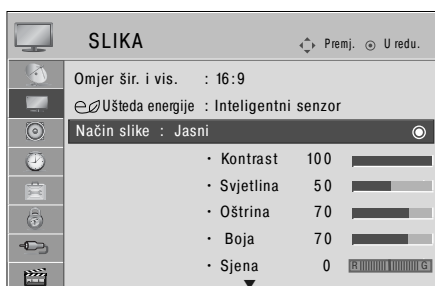 SLIKA
Premj. U redu.
Omjer šir. i vis. : 16:9
Ušteda energije : Inteligentni senzor
Način slike : Jasni
· Kontrast 100
· Svjetlina 50
· Oštrina 70
· Boja 70
· Sjena 0 R G